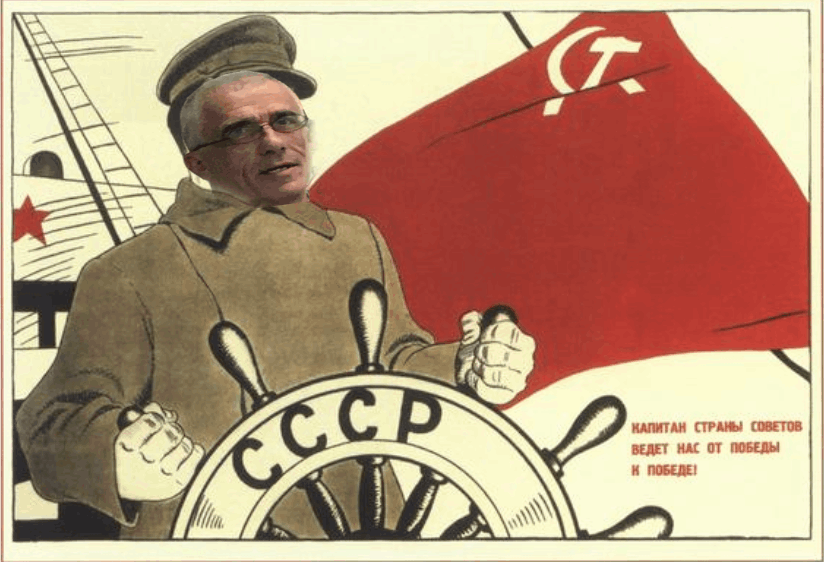 СССР
КАПИТАН СТРАНЫ СОВЕТОВ
ВЕДЕТ НАС ОТ ПОБЕДЫ
К ПОБЕДЕ!